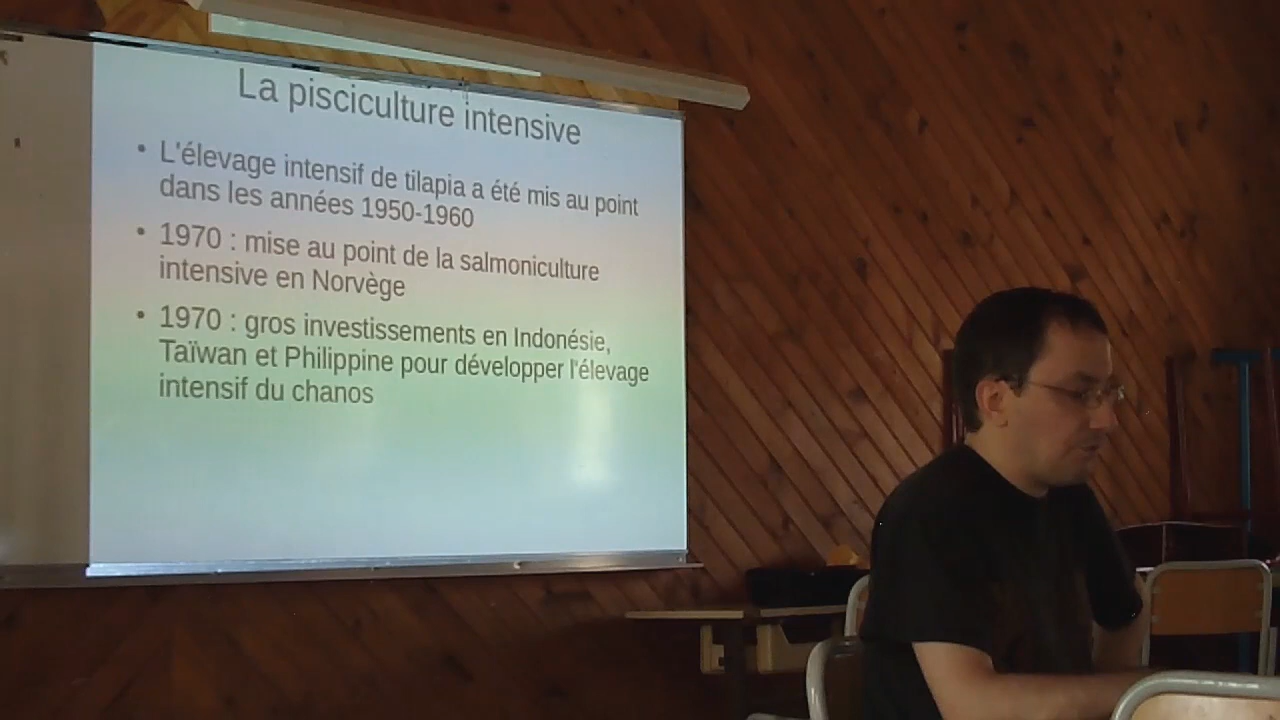 La pisciculture intensive
• L'élevage intensif de tilapia a été mis au point
dans les années 1950-1960
• 1970 : mise au point de la salmoniculture
intensive en Norvège
• 1970 : gros investissements en Indonésie,
Taïwan et Philippine pour développer l'élevage
intensif du chanos